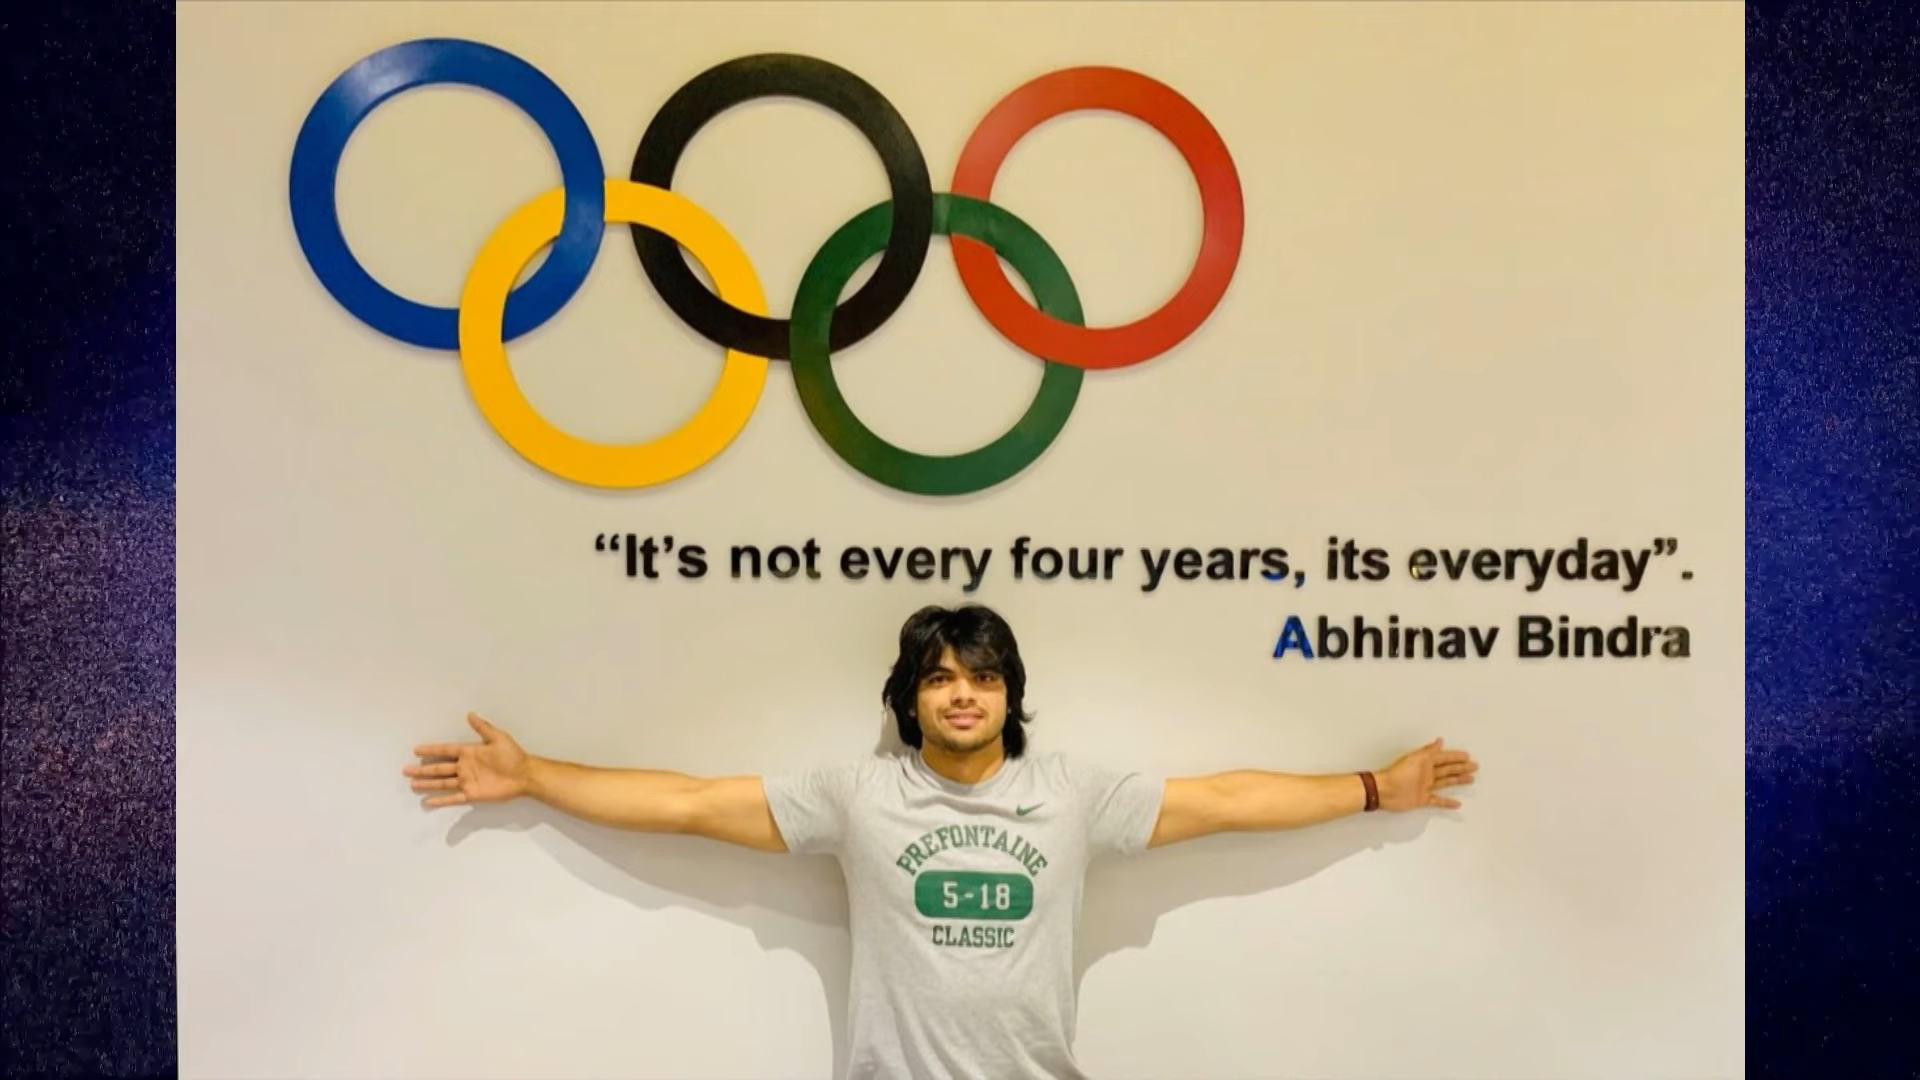 “It’s not every four years, its everyday”.
Abhinav Bindra
PREFONTAINE
5-18
CLASSIC